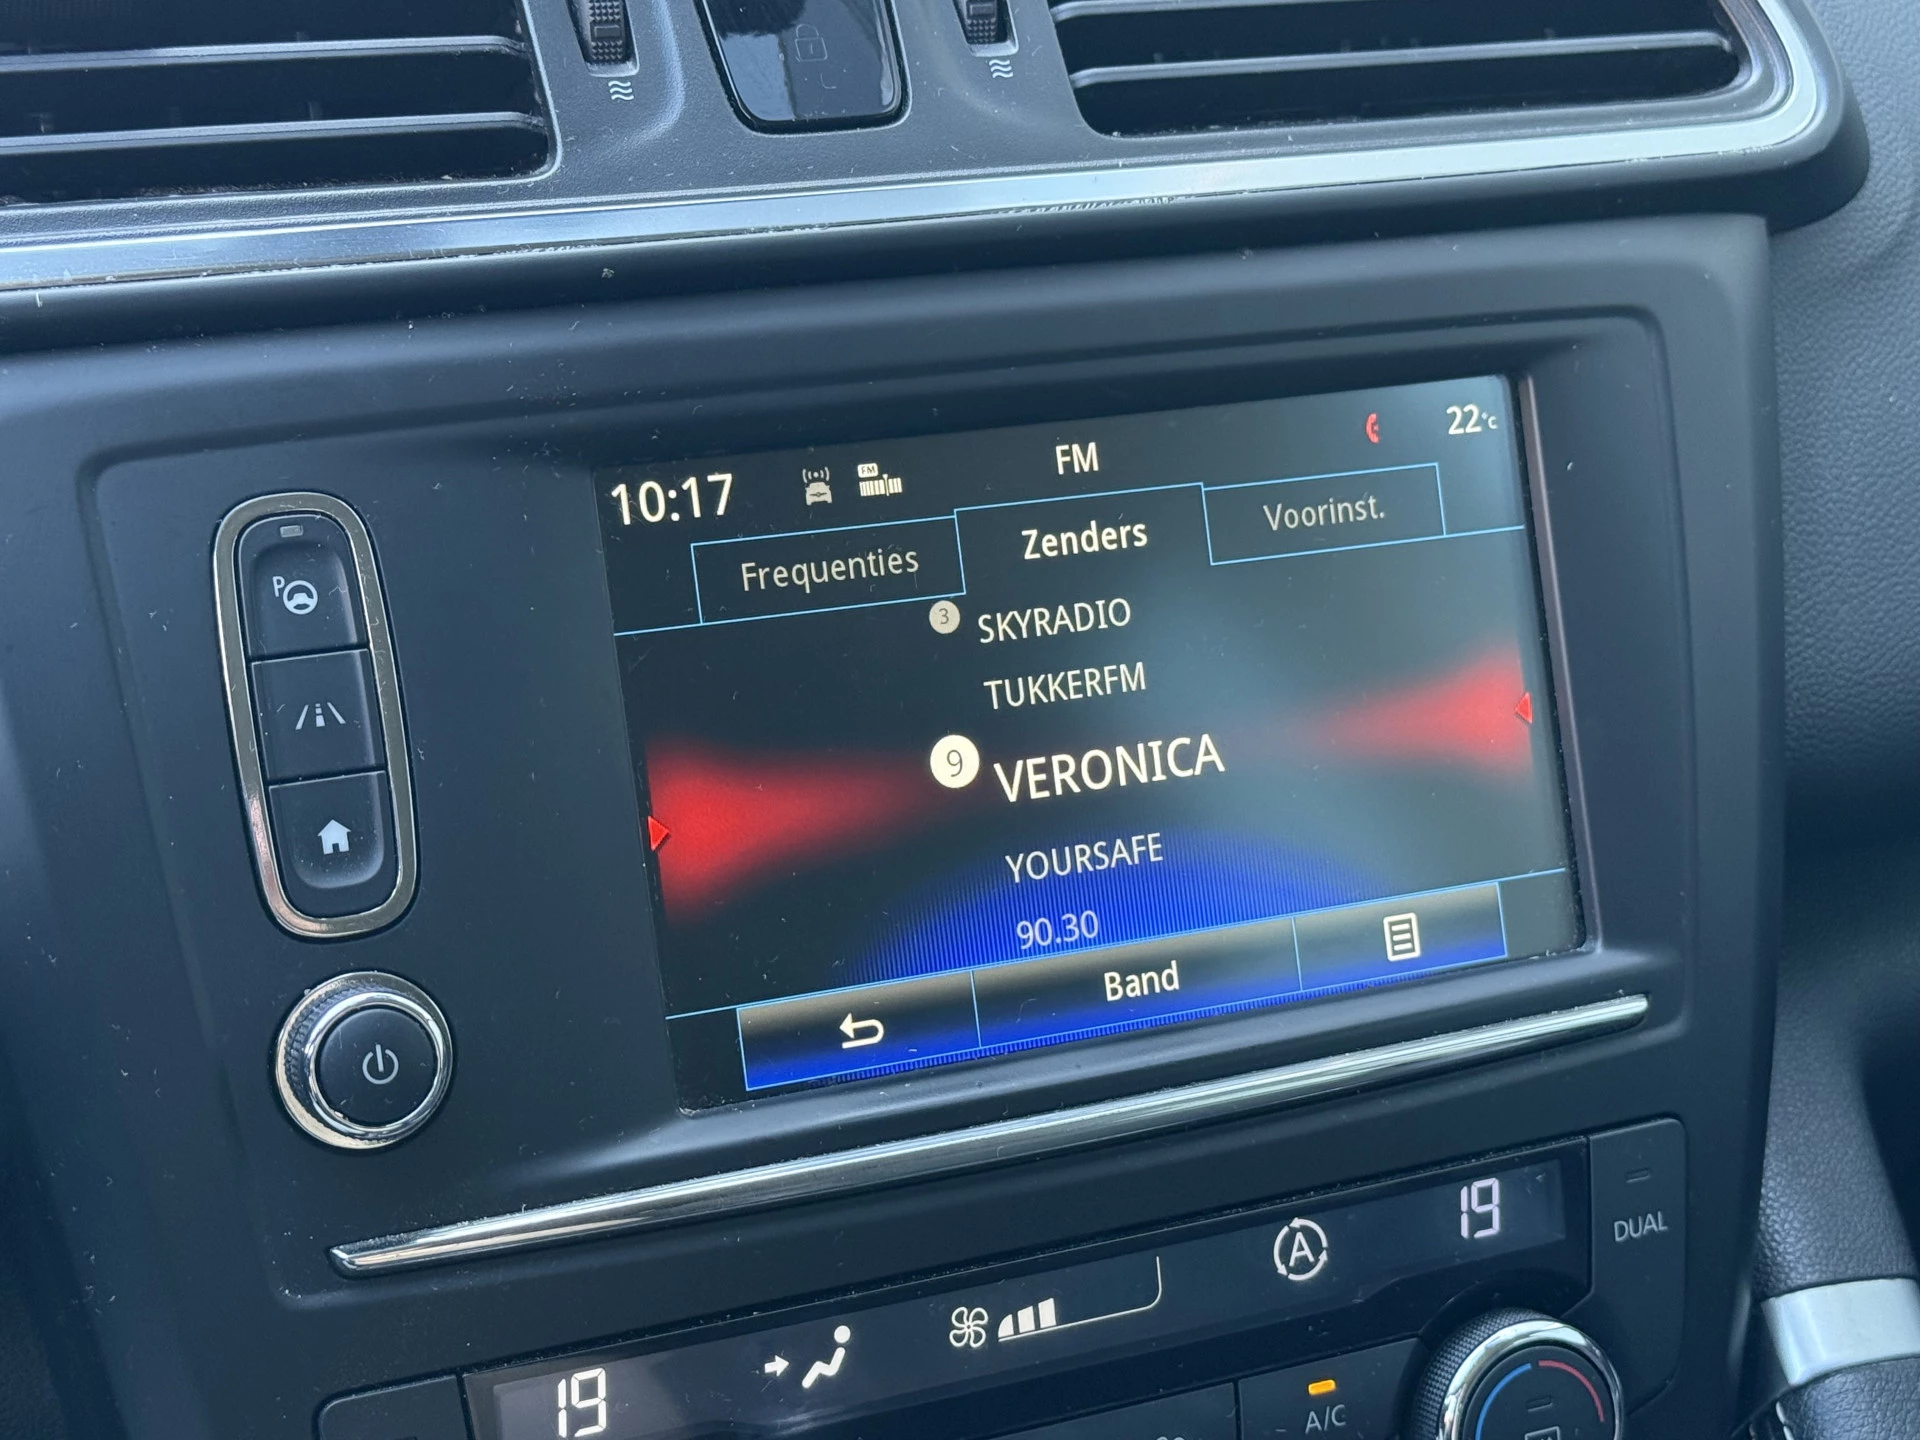 10:17 FM FM 22°C
Frequenties Zenders Voorinst.
3 SKYRADIO
TUKKERFM
9 VERONICA
YOURSAFE
90.30
Band
P
19
DUAL
A
19
A/C